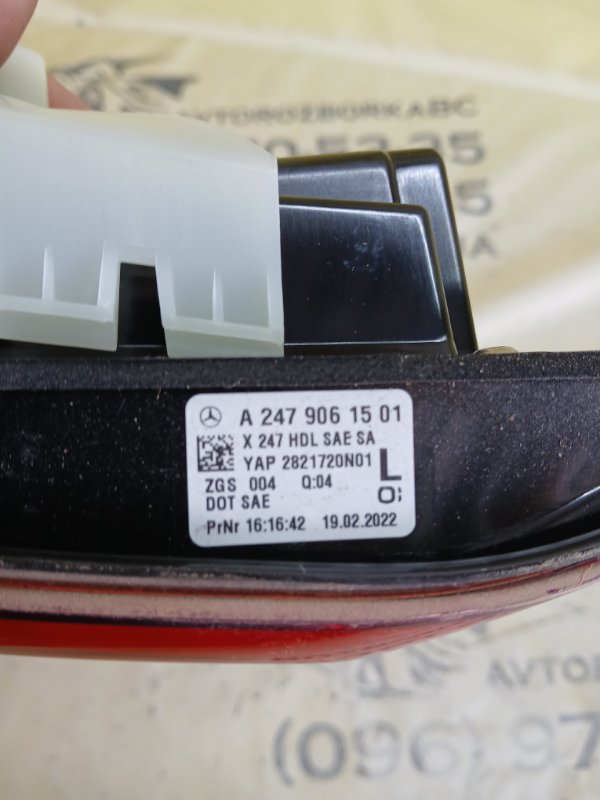 AVTOROZBORKABC
A 247 906 15 01
X 247 HDL SAE SA
YAP 2821720N01
L
ZGS 004 Q:04
DOT SAE
PrNr 16:16:42 19.02.2022
(096) 97